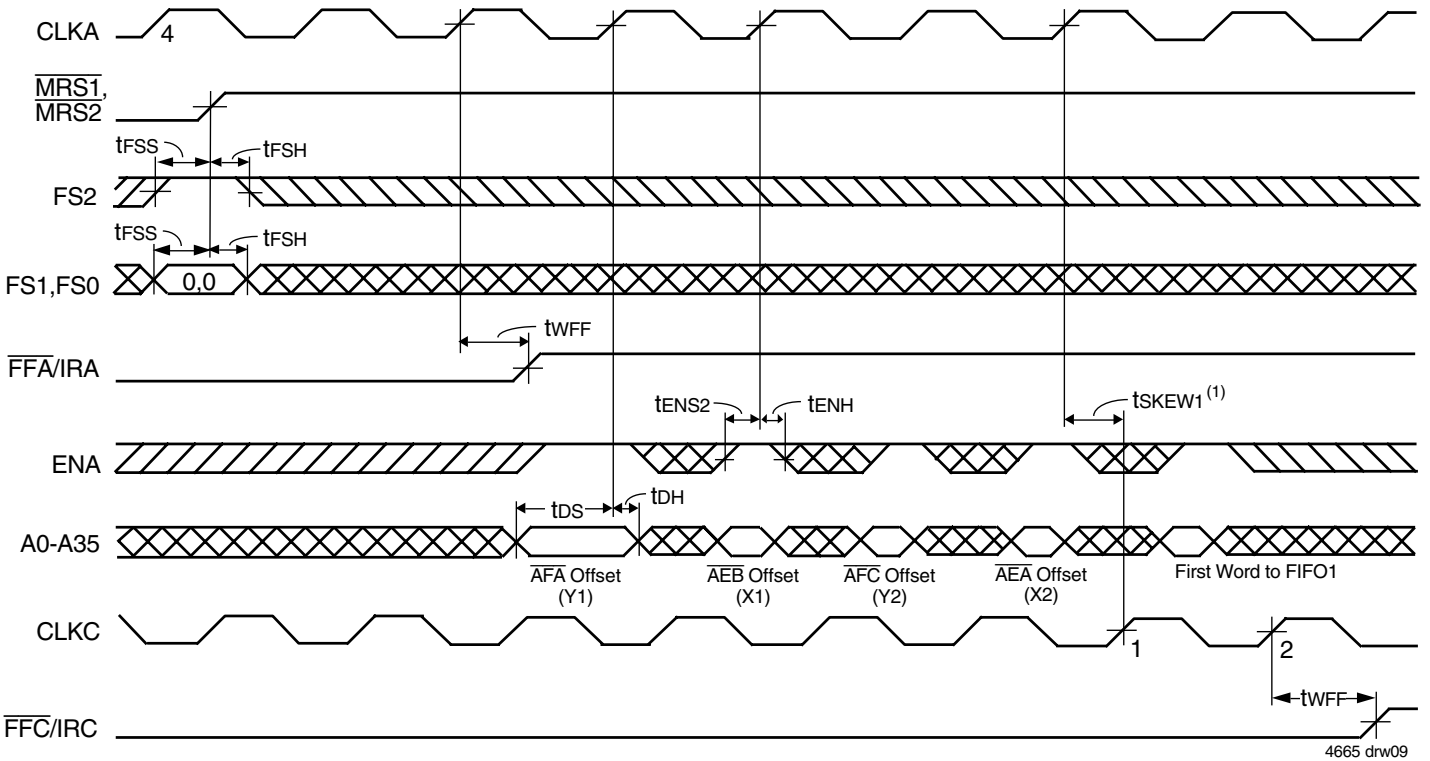 CLKA
4
MRS1,
MRS2
tFSS
tFSH
FS2
tFSS
tFSH
FS1,FS0
0,0
tWFF
FFA/IRA
tENS2
tENH
tSKEW1 (1)
ENA
tDS
tDH
A0-A35
AFA Offset
(Y1)
AEB Offset
(X1)
AFC Offset
(Y2)
AEA Offset
(X2)
First Word to FIFO1
CLKC
1
2
tWFF
FFC/IRC
4665 drw09